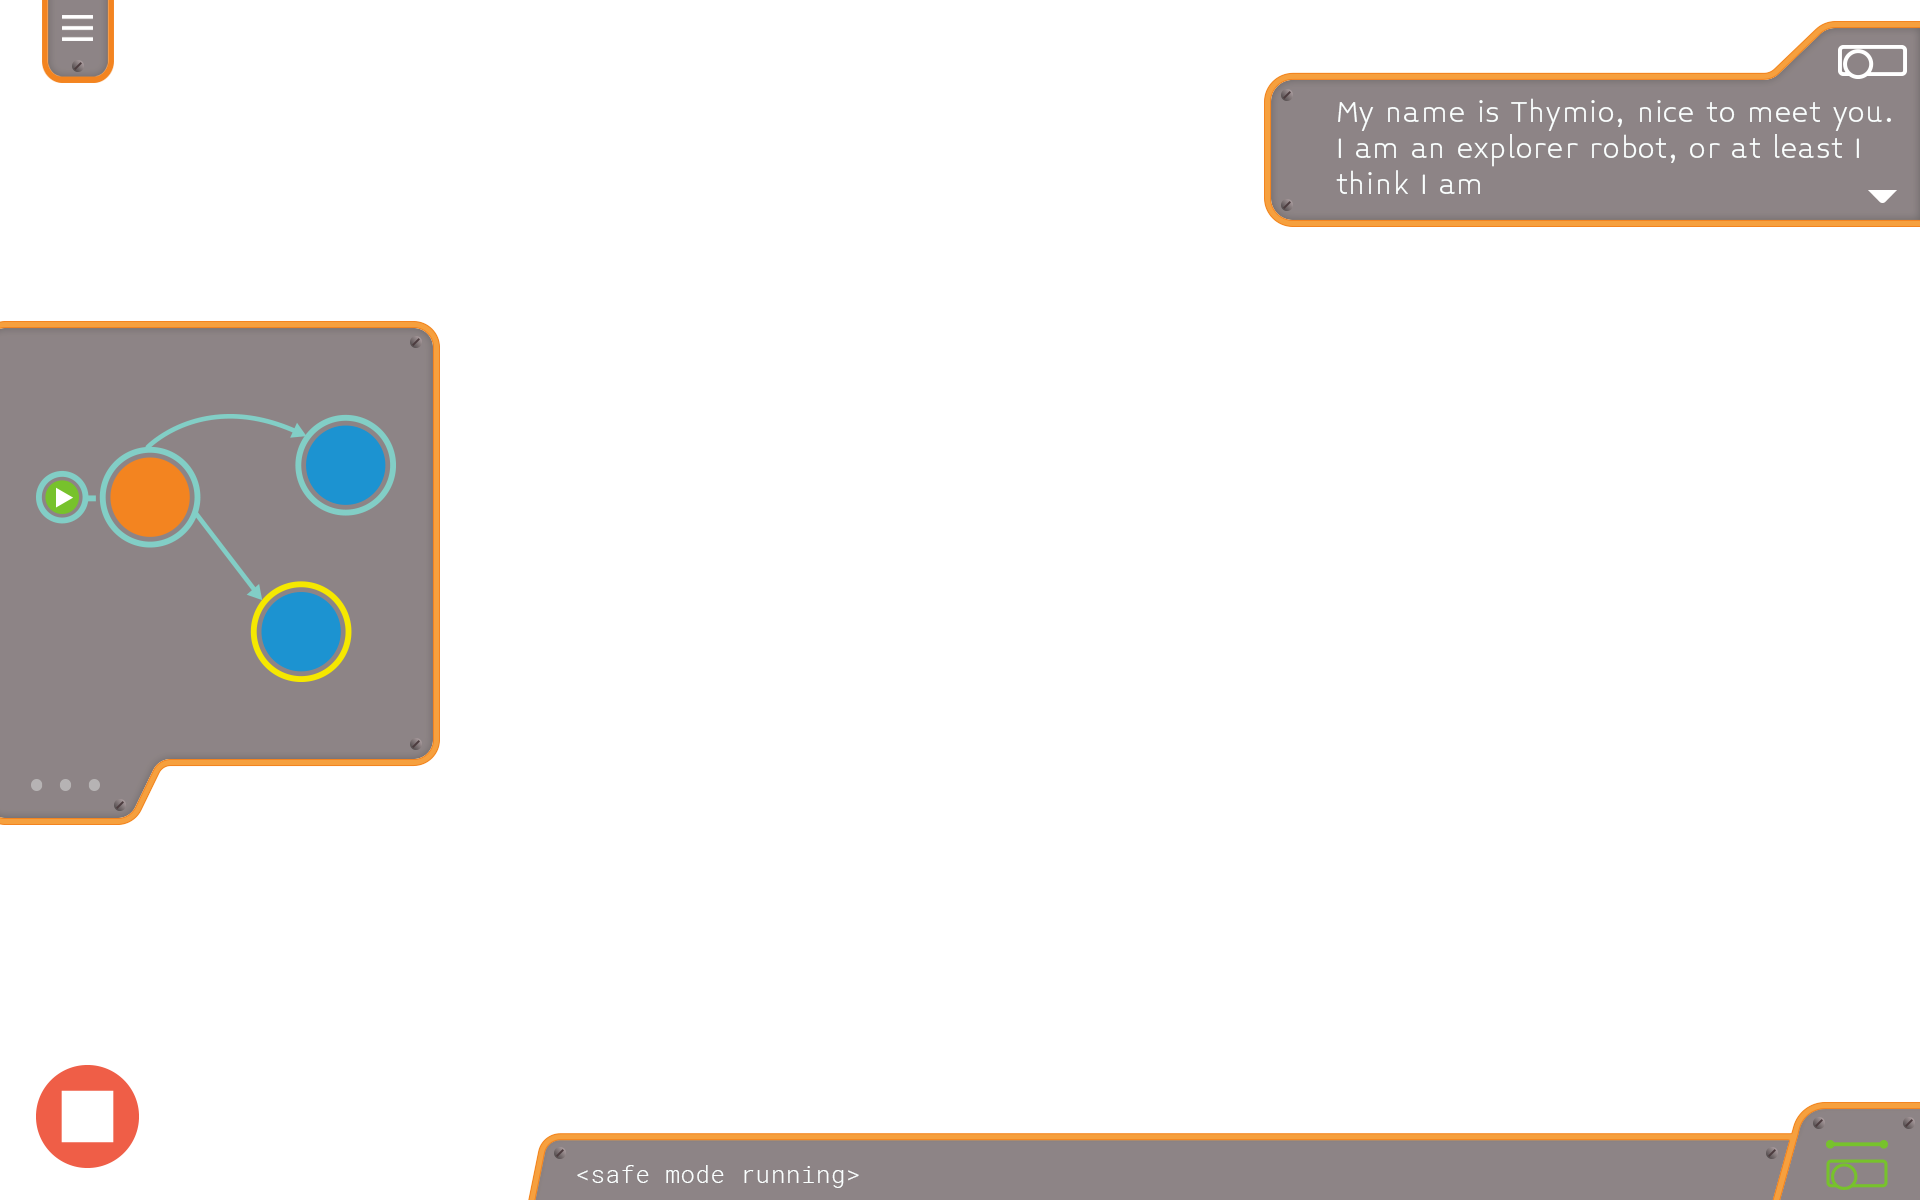 My name is Thymio, nice to meet you.
I am an explorer robot, or at least I
think I am
<safe mode running>